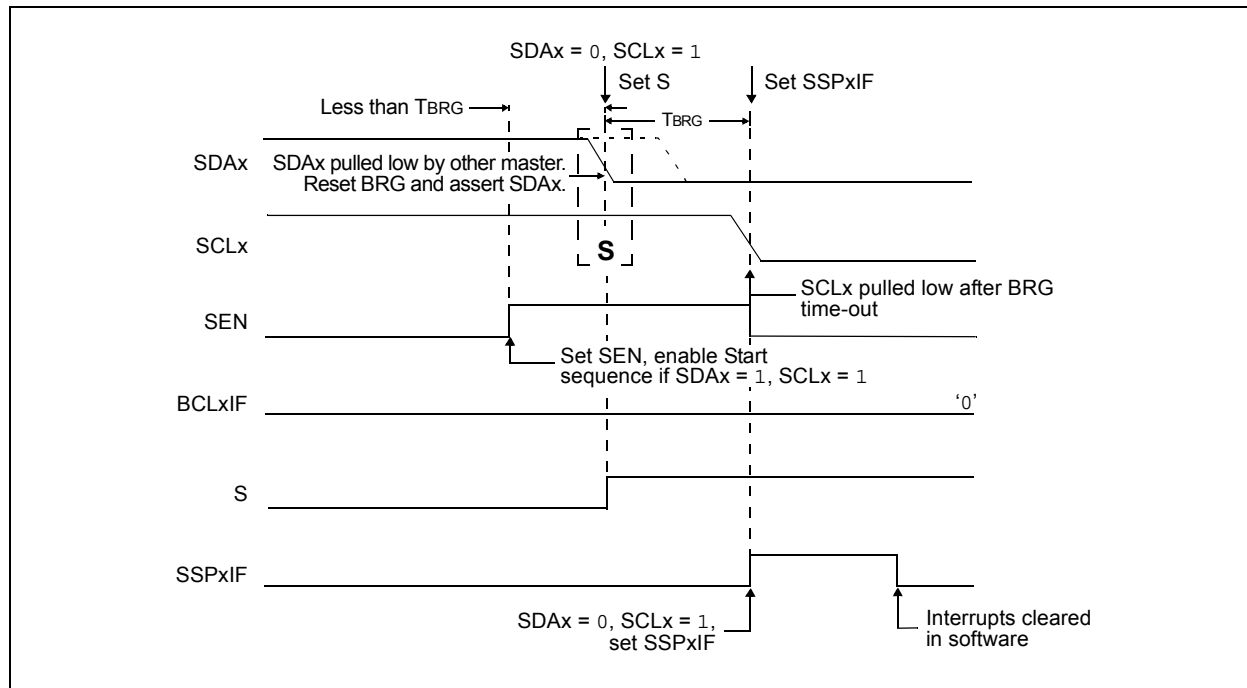 SDAx = 0, SCLx = 1
Set S
Set SSPxIF
Less than TBRG
TBRG
SDAx
SDAx pulled low by other master.
Reset BRG and assert SDAx.
SCLx
S
SCLx pulled low after BRG
time-out
SEN
Set SEN, enable Start
sequence if SDAx = 1, SCLx = 1
BCLxIF
‘0’
S
SSPxIF
SDAx = 0, SCLx = 1,
set SSPxIF
Interrupts cleared
in software